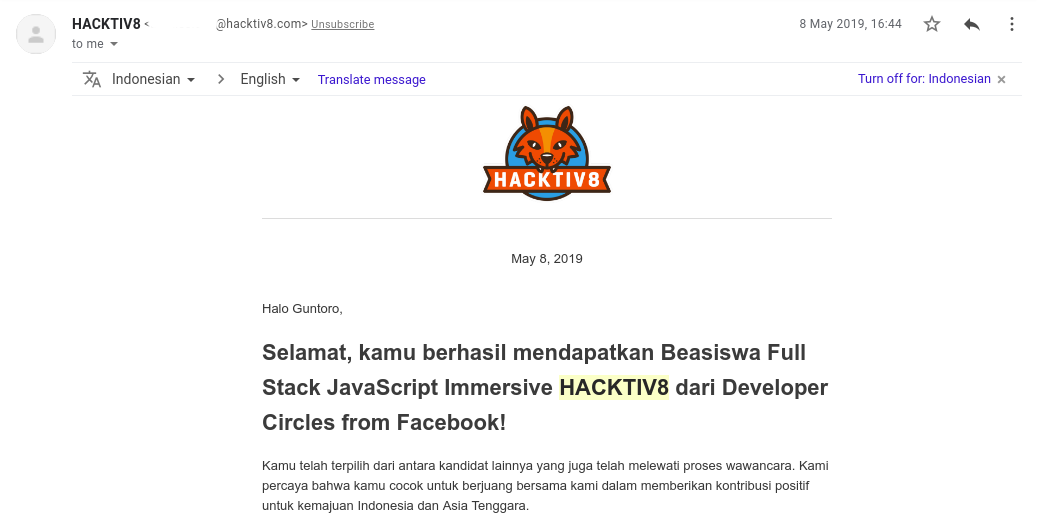 HACKTIV8 < @hacktiv8.com> Unsubscribe 8 May 2019, 16:44
to me
Indonesian > English Translate message Turn off for: Indonesian ×
HACKTIV8
May 8, 2019
Halo Guntoro,
Selamat, kamu berhasil mendapatkan Beasiswa Full
Stack JavaScript Immersive HACKTIV8 dari Developer
Circles from Facebook!
Kamu telah terpilih dari antara kandidat lainnya yang juga telah melewati proses wawancara. Kami
percaya bahwa kamu cocok untuk berjuang bersama kami dalam memberikan kontribusi positif
untuk kemajuan Indonesia dan Asia Tenggara.